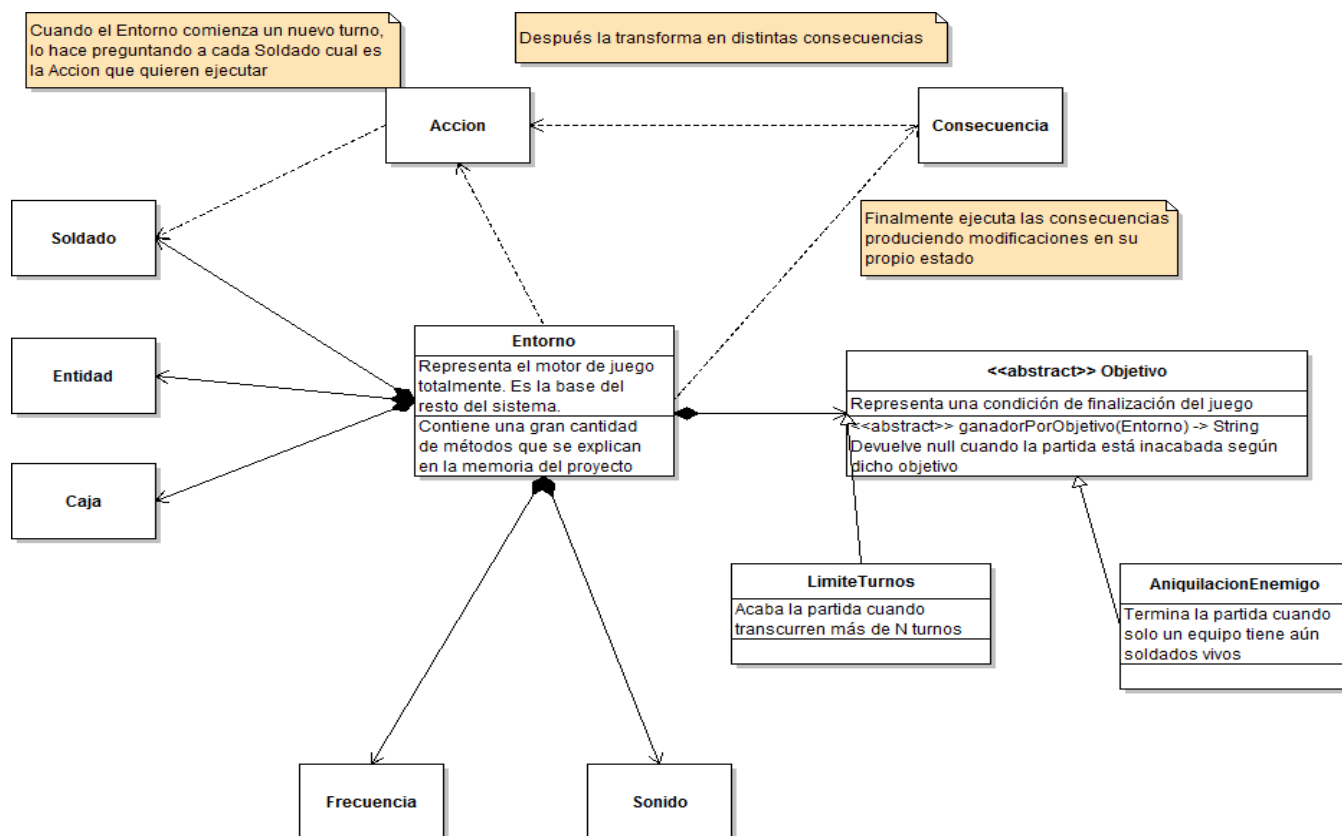 Cuando el Entorno comienza un nuevo turno,
lo hace preguntando a cada Soldado cual es
la Accion que quieren ejecutar
Después la transforma en distintas consecuencias
Accion
Consecuencia
Soldado
Finalmente ejecuta las consecuencias
produciendo modificaciones en su
propio estado
Entorno
Representa el motor de juego
totalmente. Es la base del
resto del sistema.
Contiene una gran cantidad
de métodos que se explican
en la memoria del proyecto
Entidad
<<abstract>> Objetivo
Representa una condición de finalización del juego
<<abstract>> ganadorPorObjetivo(Entorno) -> String
Devuelve null cuando la partida está inacabada según
dicho objetivo
Caja
LimiteTurnos
Acaba la partida cuando
transcurren más de N turnos
AniquilacionEnemigo
Termina la partida cuando
solo un equipo tiene aún
soldados vivos
Frecuencia
Sonido